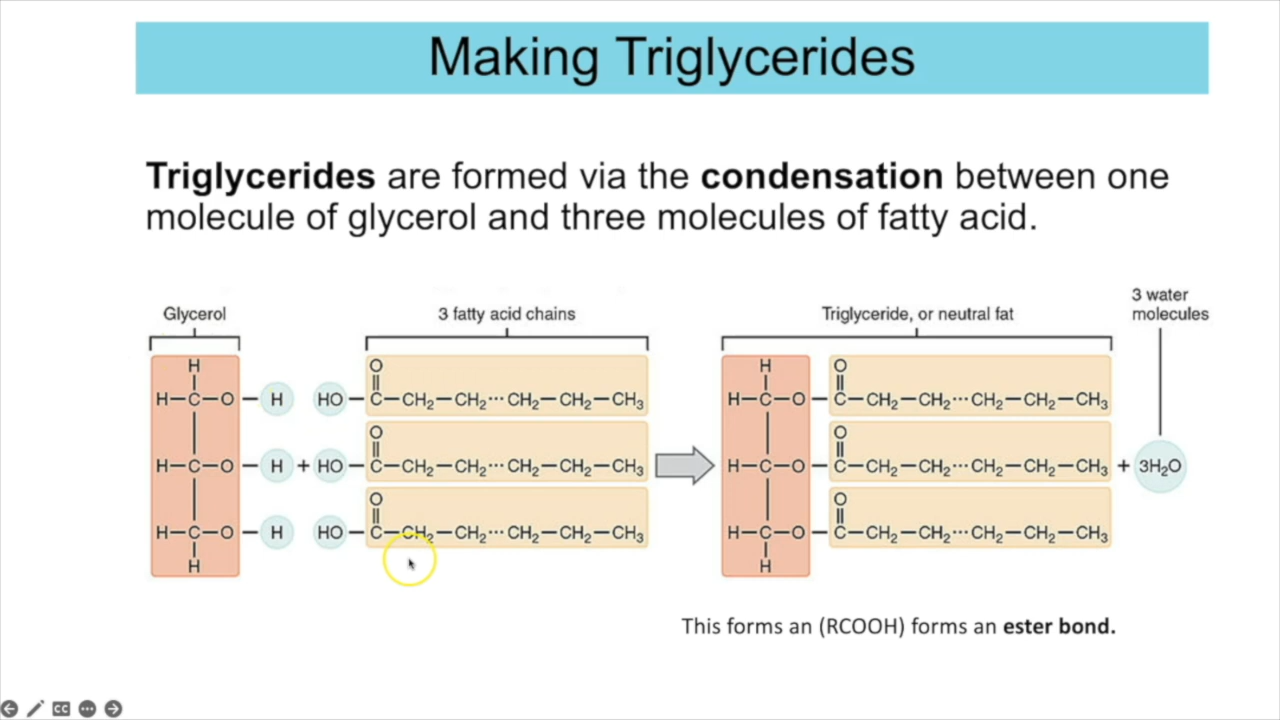 Making Triglycerides
Triglycerides are formed via the condensation between one
molecule of glycerol and three molecules of fatty acid.
3 water
molecules
Glycerol
3 fatty acid chains
Triglyceride, or neutral fat
H O H O
H—C—O—H HO—C—CH₂—CH₂···CH₂—CH₂—CH₃ H—C—O—C—CH₂—CH₂···CH₂—CH₂—CH₃
O O
H—C—O—H + HO—C—CH₂—CH₂···CH₂—CH₂—CH₃ H—C—O—C—CH₂—CH₂···CH₂—CH₂—CH₃ + 3H₂O
O O
H—C—O—H HO—C—CH₂—CH₂···CH₂—CH₂—CH₃ H—C—O—C—CH₂—CH₂···CH₂—CH₂—CH₃
H H
This forms an (RCOOH) forms an ester bond.
CC